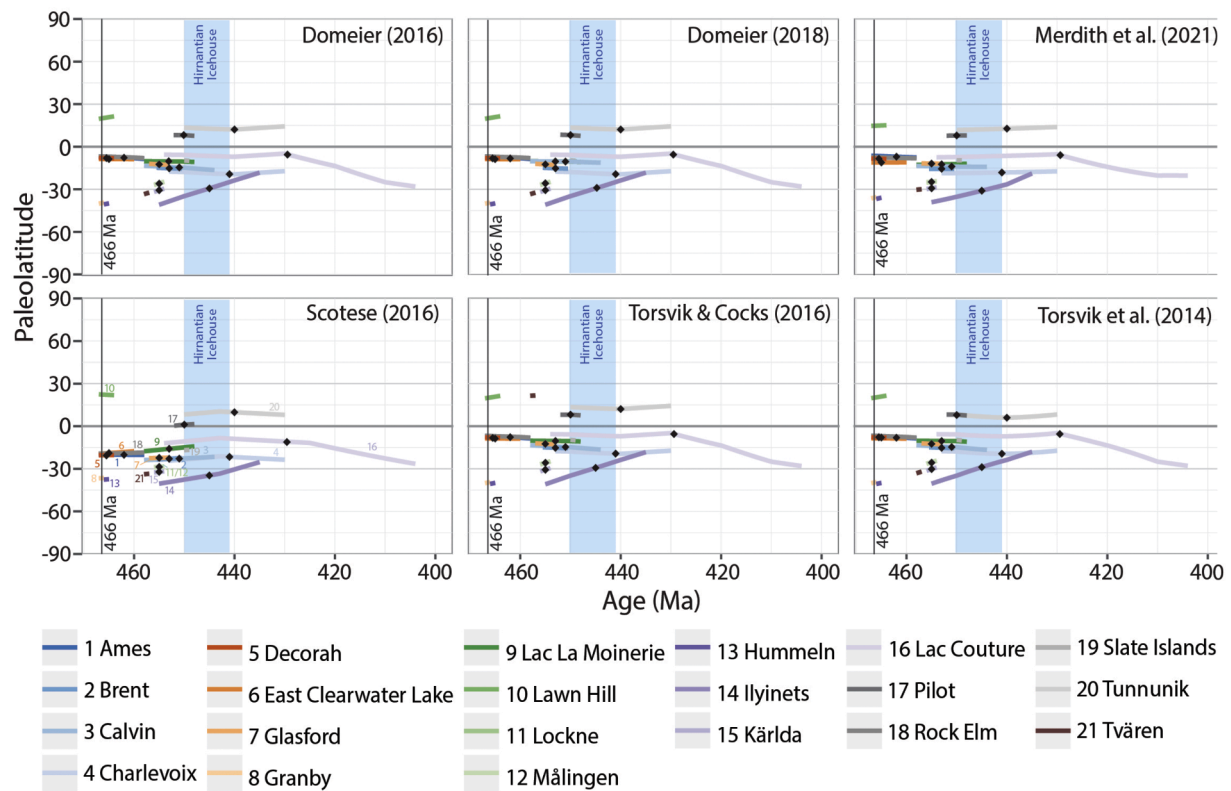 Paleolatitude
90
60
30
0
-30
-60
-90
Domeier (2016)
Hirnantian
Icehouse
466 Ma
Domeier (2018)
Hirnantian
Icehouse
466 Ma
Merdith et al. (2021)
Hirnantian
Icehouse
466 Ma
90
60
30
0
-30
-60
-90
Scotese (2016)
Hirnantian
Icehouse
466 Ma
10
17
20
6
18
9
19
3
16
5
1
7
2
4
8
13
21
15
11/12
14
460
440
420
400
Torsvik & Cocks (2016)
Hirnantian
Icehouse
466 Ma
460
440
420
400
Torsvik et al. (2014)
Hirnantian
Icehouse
466 Ma
460
440
420
400
Age (Ma)
1 Ames
2 Brent
3 Calvin
4 Charlevoix
5 Decorah
6 East Clearwater Lake
7 Glasford
8 Granby
9 Lac La Moinerie
10 Lawn Hill
11 Lockne
12 Målingen
13 Hummeln
14 Ilyinets
15 Kärlda
16 Lac Couture
17 Pilot
18 Rock Elm
19 Slate Islands
20 Tunnunik
21 Tvären